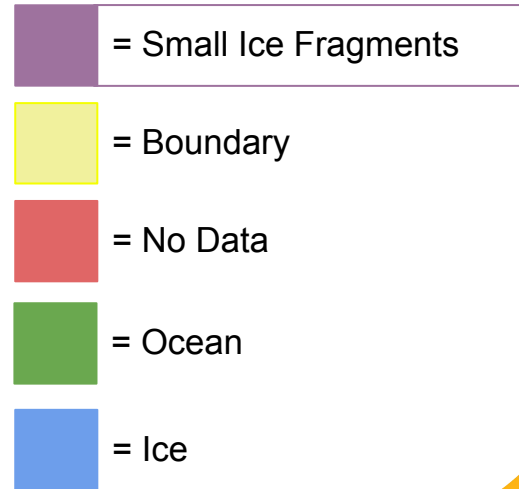 = Small Ice Fragments
= Boundary
= No Data
= Ocean
= Ice